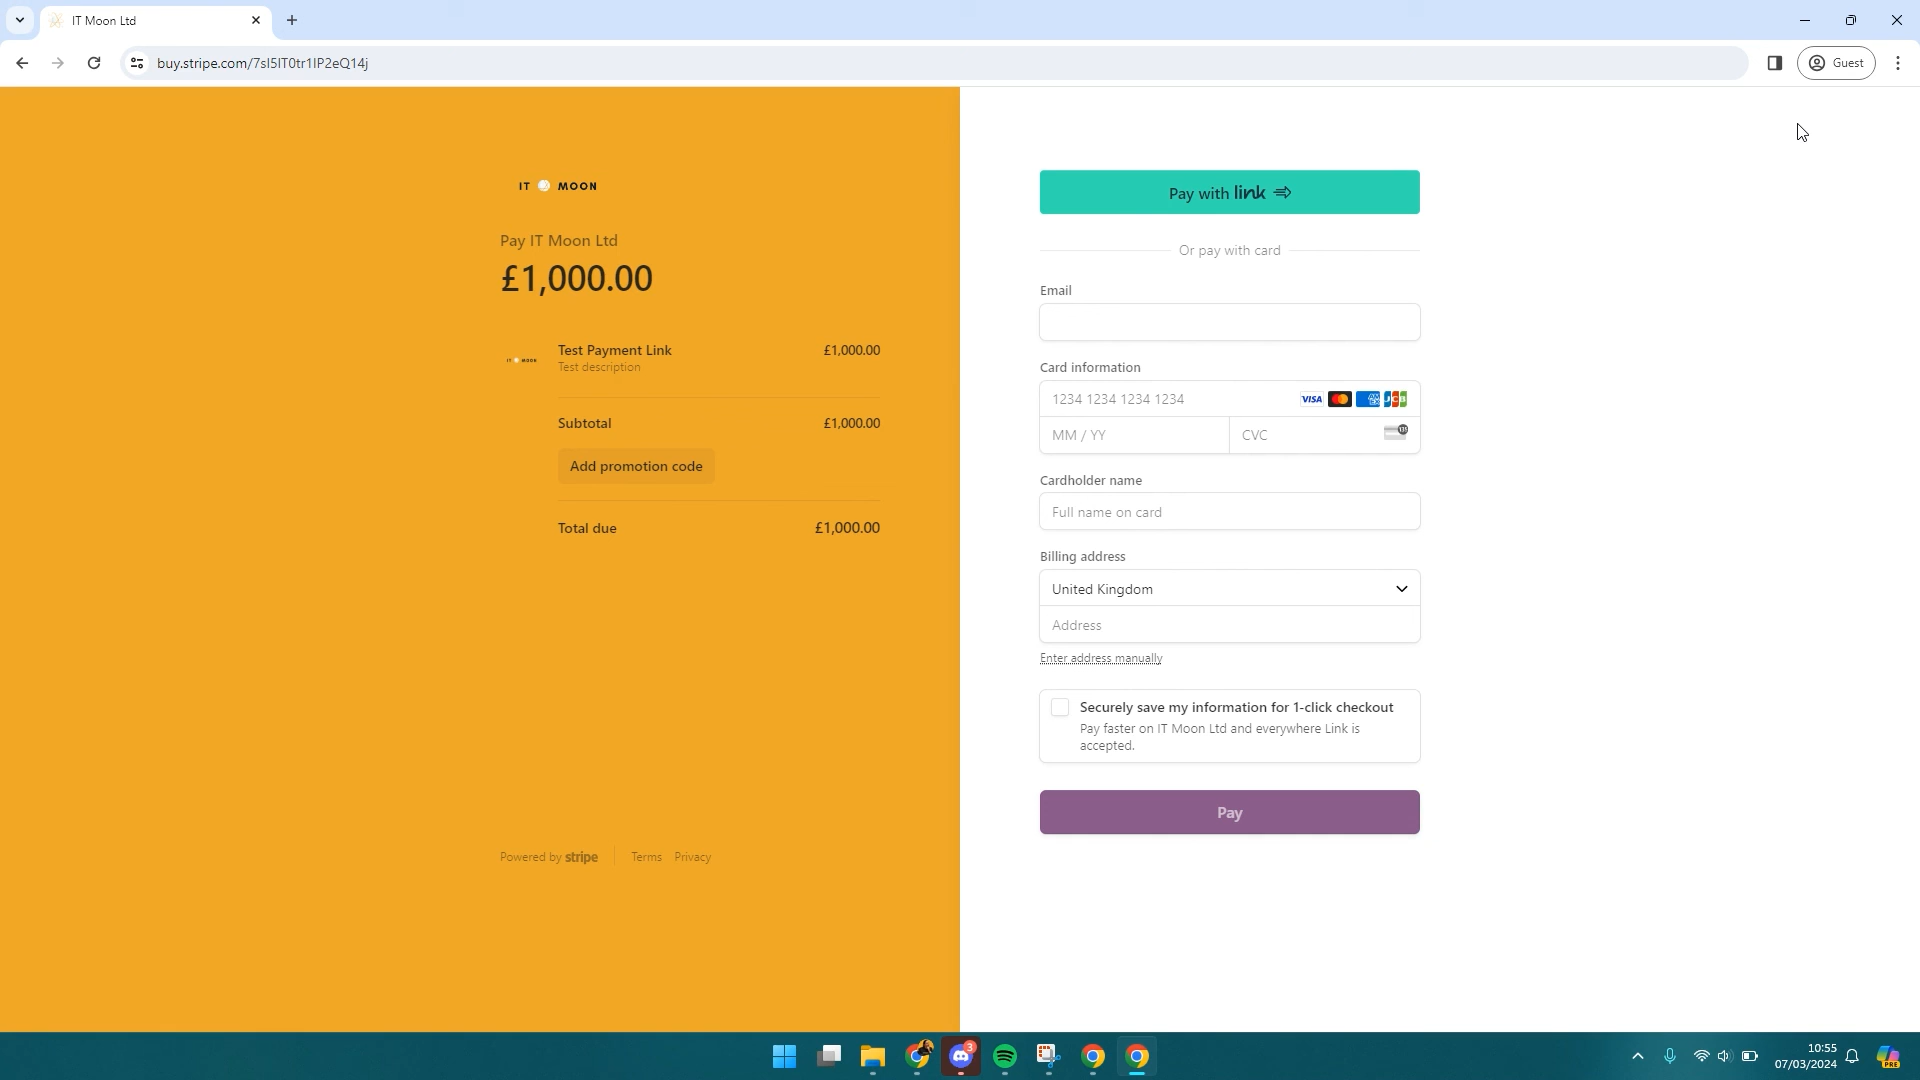 IT Moon Ltd
buy.stripe.com/7sI5IT0tr1IP2eQ14j
Guest
IT MOON
Pay IT Moon Ltd
£1,000.00
IT MOON
Test Payment Link £1,000.00
Test description
Subtotal £1,000.00
Add promotion code
Total due £1,000.00
Powered by stripe Terms Privacy
Pay with link
Or pay with card
Email
Card information
1234 1234 1234 1234 VISA
MM / YY CVC 135
Cardholder name
Full name on card
Billing address
United Kingdom
Address
Enter address manually
Securely save my information for 1-click checkout
Pay faster on IT Moon Ltd and everywhere Link is
accepted.
Pay
3
10:55
07/03/2024
PRE